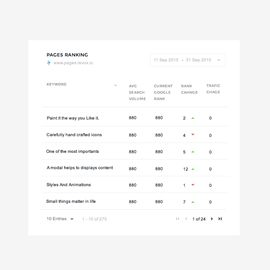 PAGES RANKING
www.pages.teora.io
11 Sep 2015 - 11 Sep 2016
KEYWORD
AVG SEARCH VOLUME
CURRENT GOOGLE RANK
RANK CHANGE
TRAFIC CHAGE
Paint it the way you Like it. 880 880 2 0
Carefully hand crafted icons 880 880 4 0
One of the most importants 880 880 5 0
A modal helps to displays content 880 880 12 0
Styles And Animations 880 880 1 0
Small things matter in life 880 880 7 0
10 Entries 1 - 10 of 275 1 of 24